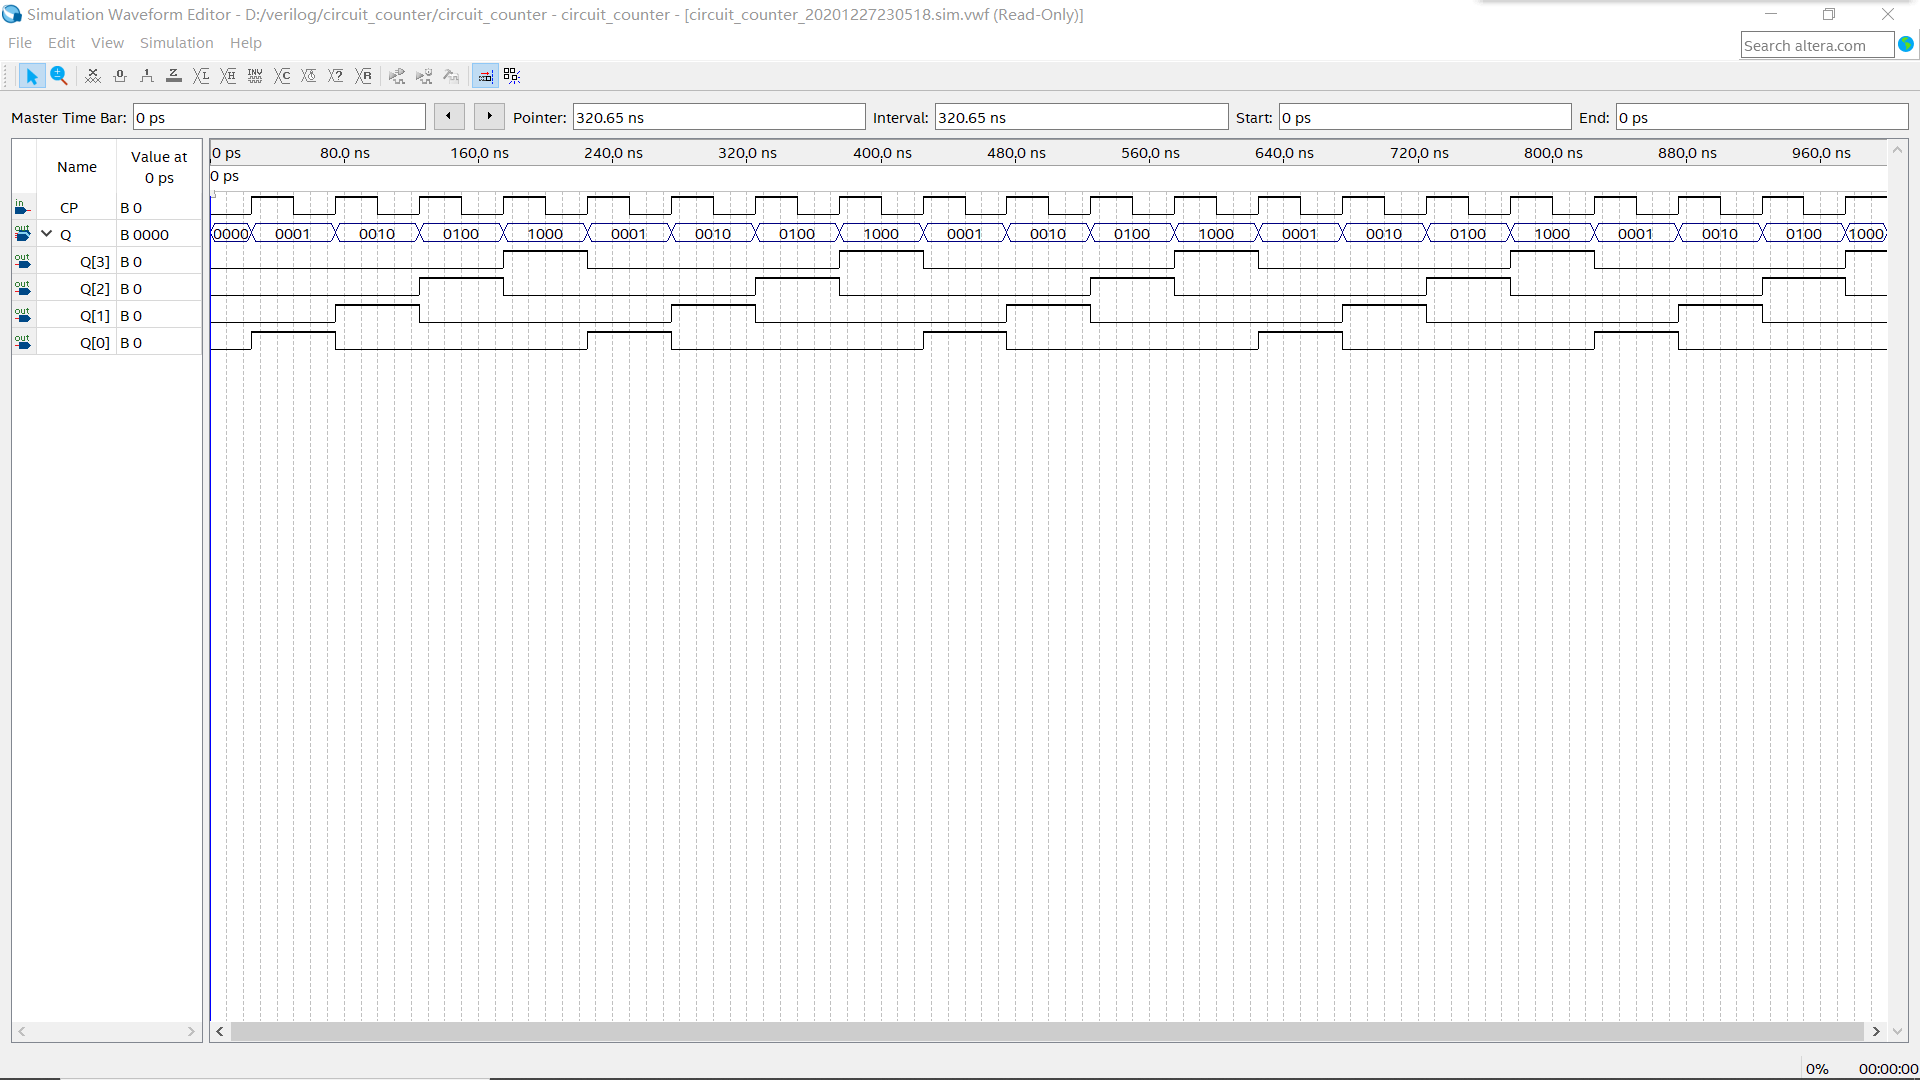 Simulation Waveform Editor - D:/verilog/circuit_counter/circuit_counter - circuit_counter - [circuit_counter_20201227230518.sim.vwf (Read-Only)]
File Edit View Simulation Help
Search altera.com
Master Time Bar: 0 ps Pointer: 320.65 ns Interval: 320.65 ns Start: 0 ps End: 0 ps
Name Value at 0 ps
0 ps 80.0 ns 160.0 ns 240.0 ns 320.0 ns 400.0 ns 480.0 ns 560.0 ns 640.0 ns 720.0 ns 800.0 ns 880.0 ns 960.0 ns
0 ps
in CP B 0
out Q B 0000 0000 0001 0010 0100 1000 0001 0010 0100 1000 0001 0010 0100 1000 0001 0010 0100 1000 0001 0010 0100 1000
out Q[3] B 0
out Q[2] B 0
out Q[1] B 0
out Q[0] B 0
0% 00:00:00